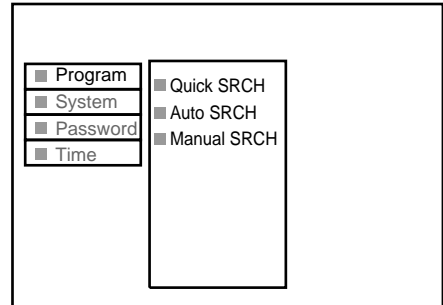 Program
System
Password
Time
Quick SRCH
Auto SRCH
Manual SRCH